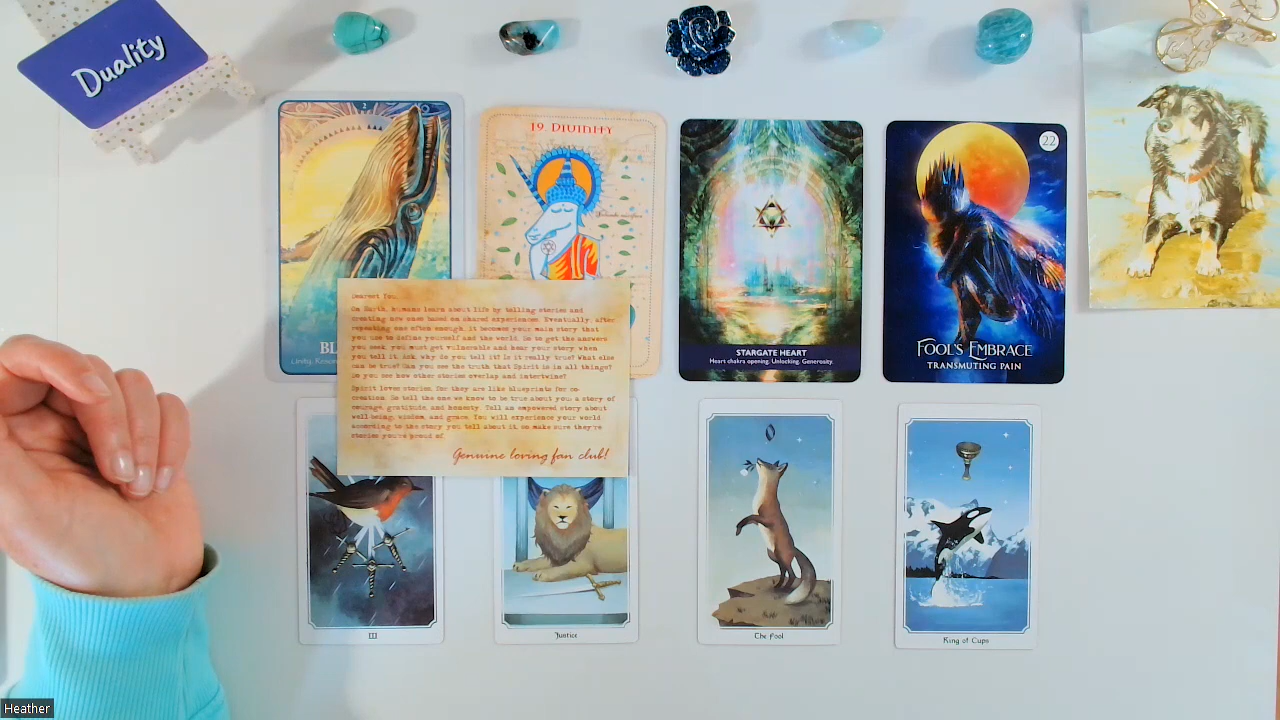 Duality
2
19. DIVINITY
22
BL
Unity, Reson
STARGATE HEART
Heart chakra opening. Unlocking. Generosity.
FOOL'S EMBRACE
TRANSMUTING PAIN
Dearest You,
On Earth, humans learn about life by telling stories and
creating new ones based on shared experiences. Eventually, after
repeating one often enough, it becomes your main story that
you use to define yourself and the world. So to get the answers
you seek, you must get vulnerable and hear your story when
you tell it. Ask, why do you tell it? Is it really true? What else
can be true? Can you see the truth that Spirit is in all things?
Do you see how other stories overlap and intertwine?
Spirit loves stories, for they are like blueprints for co-
creation. So tell the one we know to be true about you: a story of
courage, gratitude, and honesty. Tell an empowered story about
well being, wisdom, and grace. You will experience your world
according to the story you tell about it, so make sure they're
stories you're proud of.
Genuine loving fan club!
III
Justice
The Fool
King of Cups
Heather